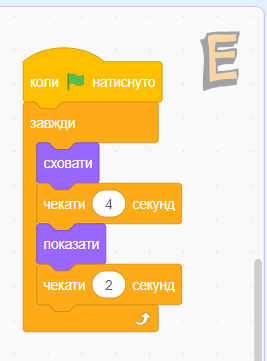 E
коли натиснуто
завжди
сховати
чекати 4 секунд
показати
чекати 2 секунд